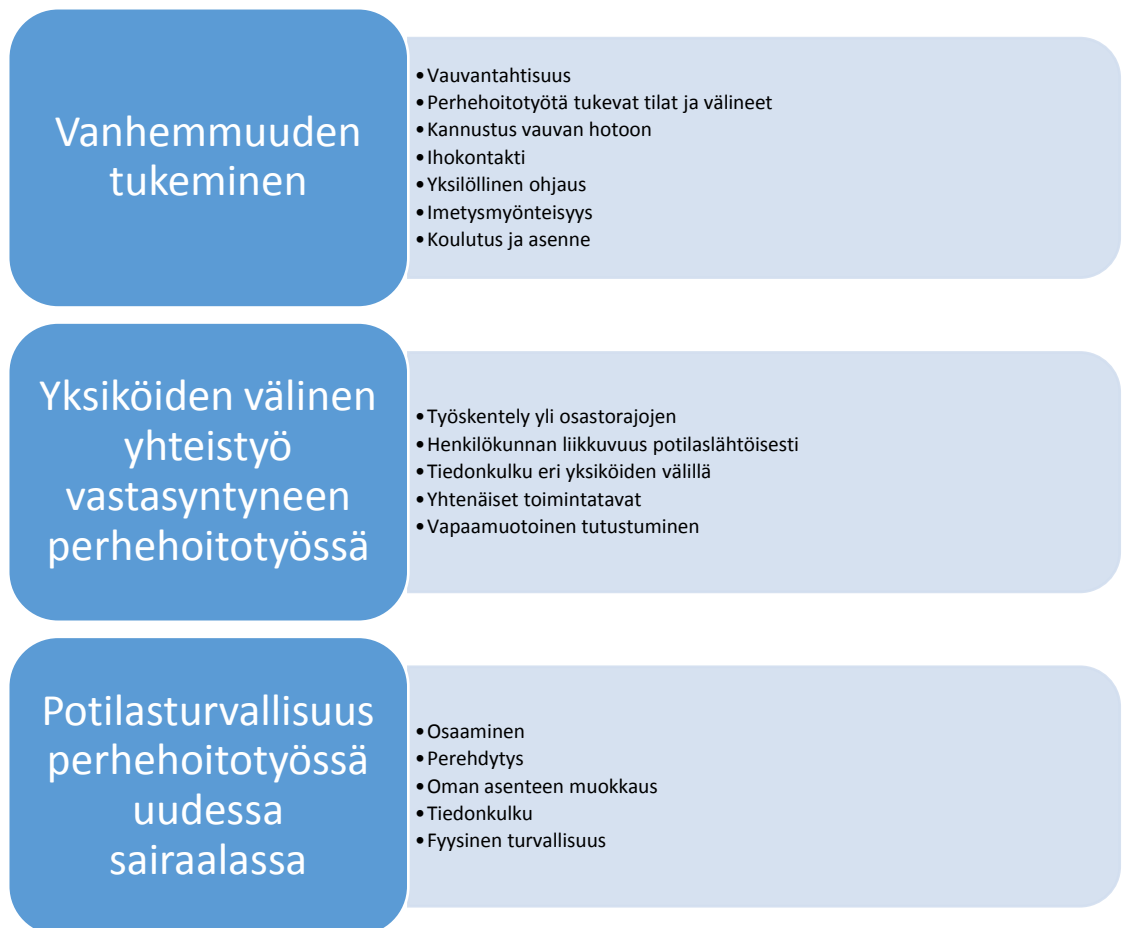 Vanhemmuuden
tukeminen
•Vauvantahtisuus
•Perhehoitotyötä tukevat tilat ja välineet
•Kannustus vauvan hotoon
•Ihokontakti
•Yksilöllinen ohjaus
•Imetysmyönteisyys
•Koulutus ja asenne
Yksiköiden välinen
yhteistyö
vastasyntyneen
perhehoitotyössä
•Työskentely yli osastorajojen
•Henkilökunnan liikkuvuus potilaslähtöisesti
•Tiedonkulku eri yksiköiden välillä
•Yhtenäiset toimintatavat
•Vapaamuotoinen tutustuminen
Potilasturvallisuus
perhehoitotyössä
uudessa
sairaalassa
•Osaaminen
•Perehdytys
•Oman asenteen muokkaus
•Tiedonkulku
•Fyysinen turvallisuus